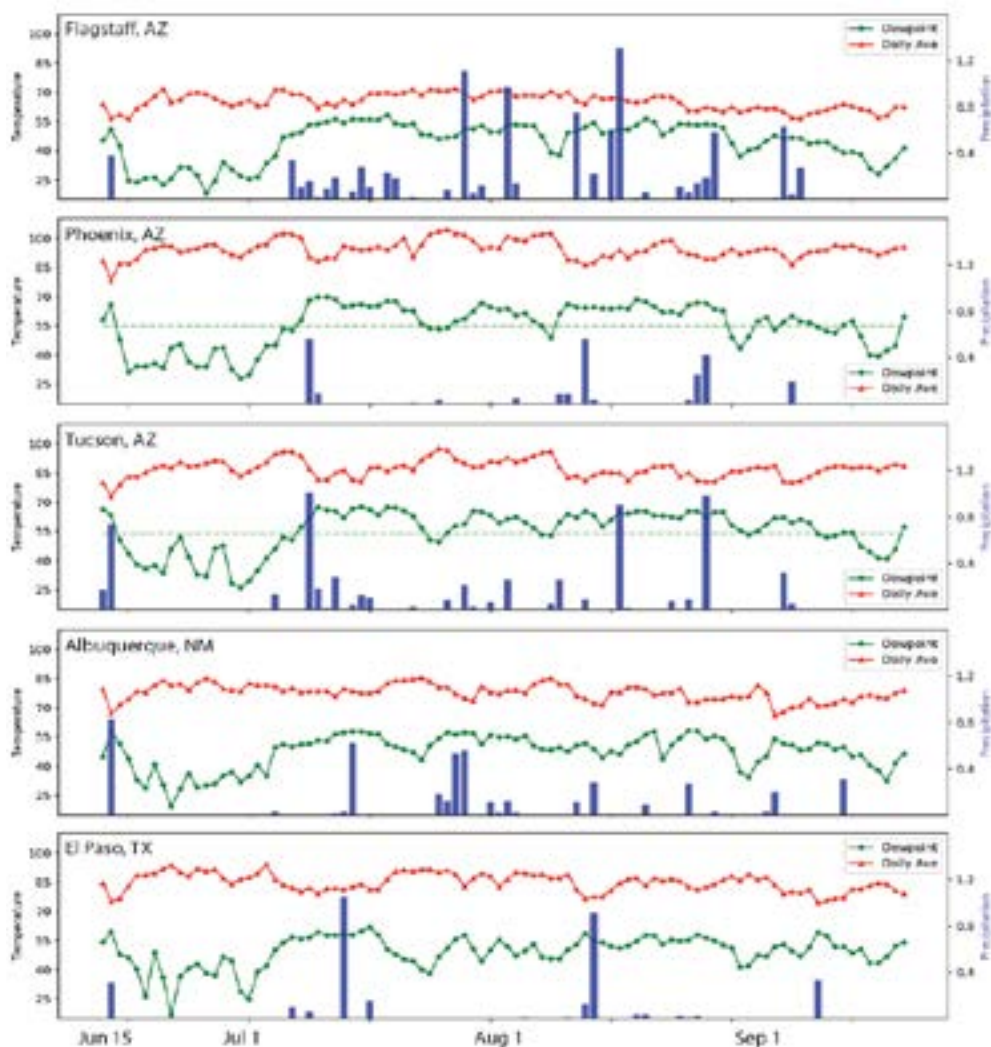 Flagstaff, AZ
Dewpoint
Daily Ave
Temperature
100
85
70
55
40
25
1.2
0.8
0.4
Precipitation
Phoenix, AZ
Temperature
100
85
70
55
40
25
1.2
0.8
0.4
Precipitation
Dewpoint
Daily Ave
Tucson, AZ
Temperature
100
85
70
55
40
25
1.2
0.8
0.4
Precipitation
Dewpoint
Daily Ave
Albuquerque, NM
Dewpoint
Daily Ave
Temperature
100
85
70
55
40
25
1.2
0.8
0.4
Precipitation
El Paso, TX
Dewpoint
Daily Ave
Temperature
100
85
70
55
40
25
1.2
0.8
0.4
Precipitation
Jun 15
Jul 1
Aug 1
Sep 1